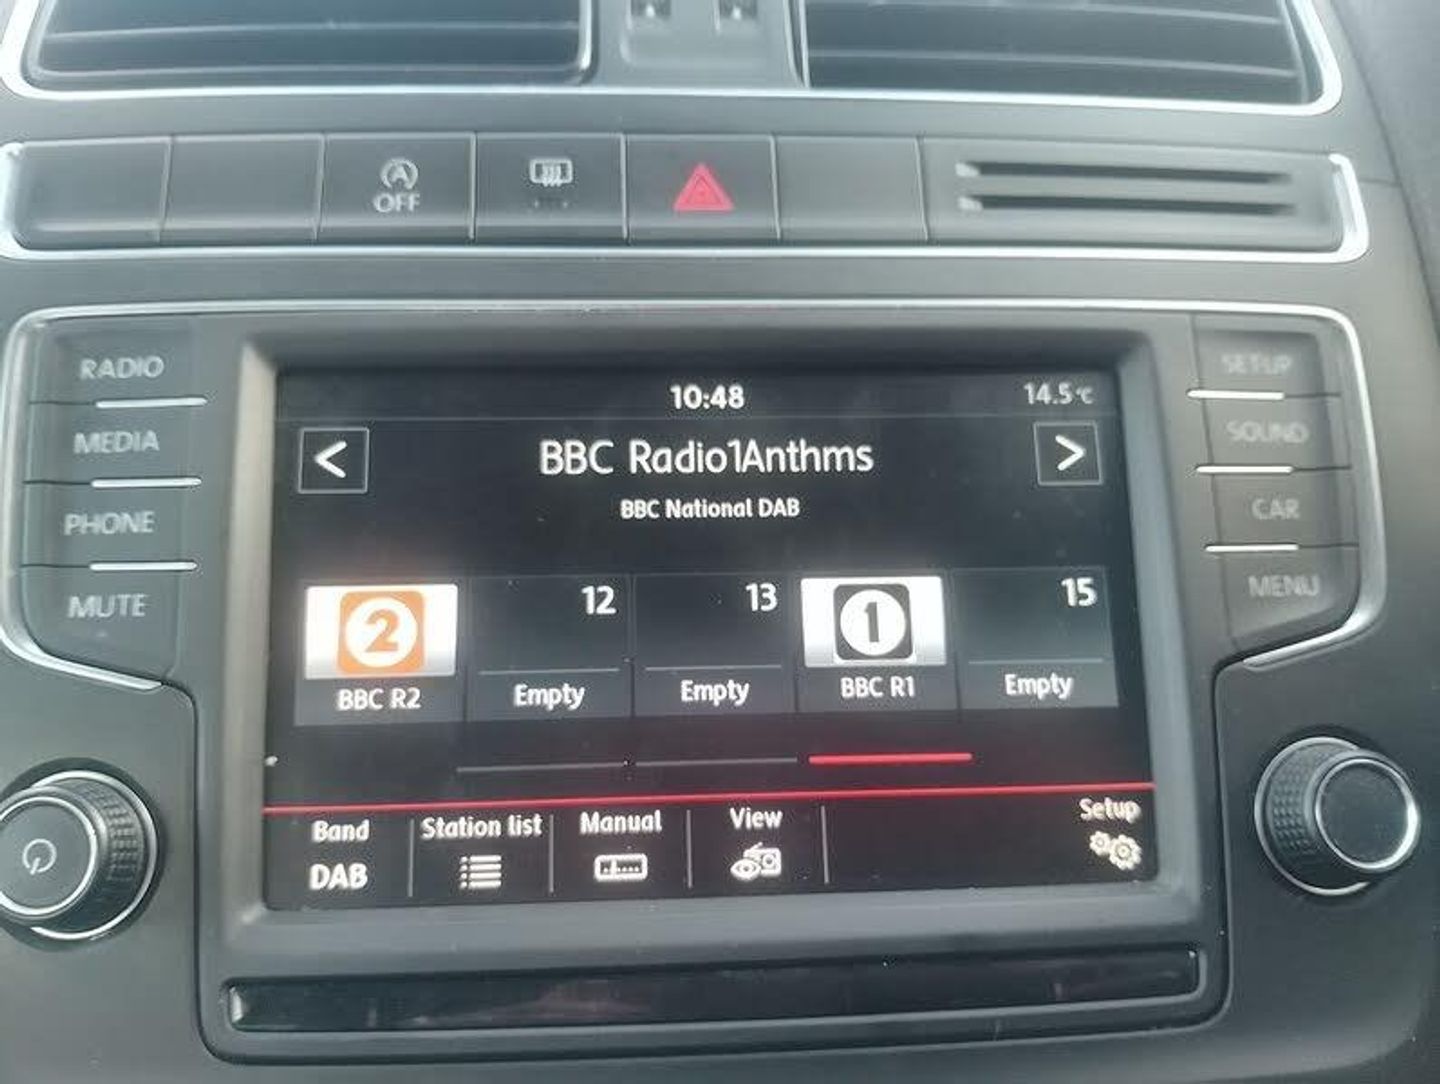 OFF
RADIO
MEDIA
PHONE
MUTE
SETUP
SOUND
CAR
MENU
10:48
14.5°C
<
BBC Radio1Anthms
>
BBC National DAB
2
12
13
1
15
BBC R2
Empty
Empty
BBC R1
Empty
Band
DAB
Station list
Manual
View
Setup